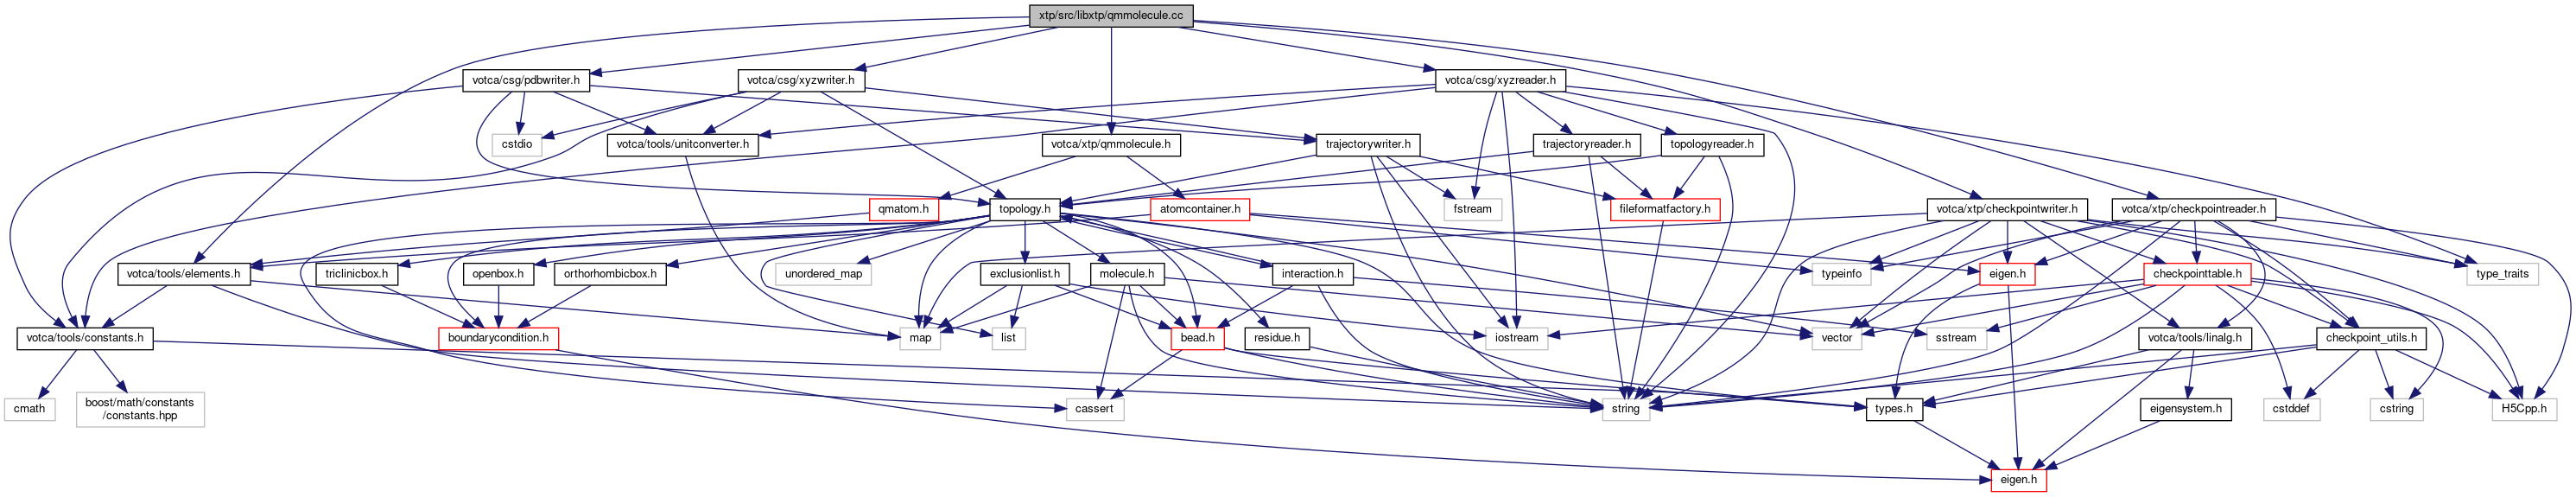 xtp/src/libxtp/qmmolecule.cc
votca/csg/pdbwriter.h
votca/csg/xyzwriter.h
votca/csg/xyzreader.h
cstdio
votca/tools/unitconverter.h
votca/xtp/qmmolecule.h
trajectorywriter.h
trajectoryreader.h
topologyreader.h
qmatom.h
topology.h
atomcontainer.h
fstream
fileformatfactory.h
votca/xtp/checkpointwriter.h
votca/xtp/checkpointreader.h
votca/tools/elements.h
triclinicbox.h
openbox.h
orthorhombicbox.h
unordered_map
exclusionlist.h
molecule.h
interaction.h
typeinfo
eigen.h
checkpointtable.h
type_traits
votca/tools/constants.h
boundarycondition.h
map
list
bead.h
residue.h
iostream
vector
sstream
votca/tools/linalg.h
checkpoint_utils.h
cmath
boost/math/constants
/constants.hpp
cassert
string
types.h
eigensystem.h
cstddef
cstring
H5Cpp.h
eigen.h